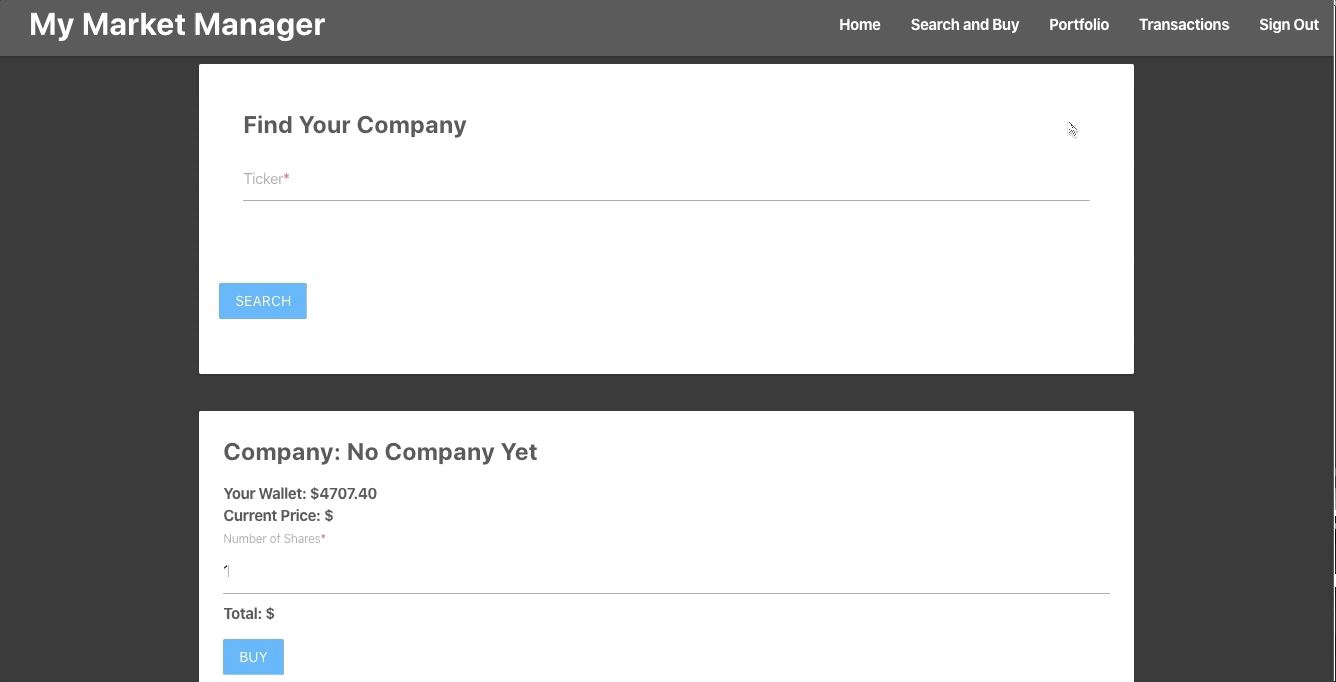 My Market Manager
Home Search and Buy Portfolio Transactions Sign Out
Find Your Company
Ticker*
SEARCH
Company: No Company Yet
Your Wallet: $4707.40
Current Price: $
Number of Shares*
1
Total: $
BUY